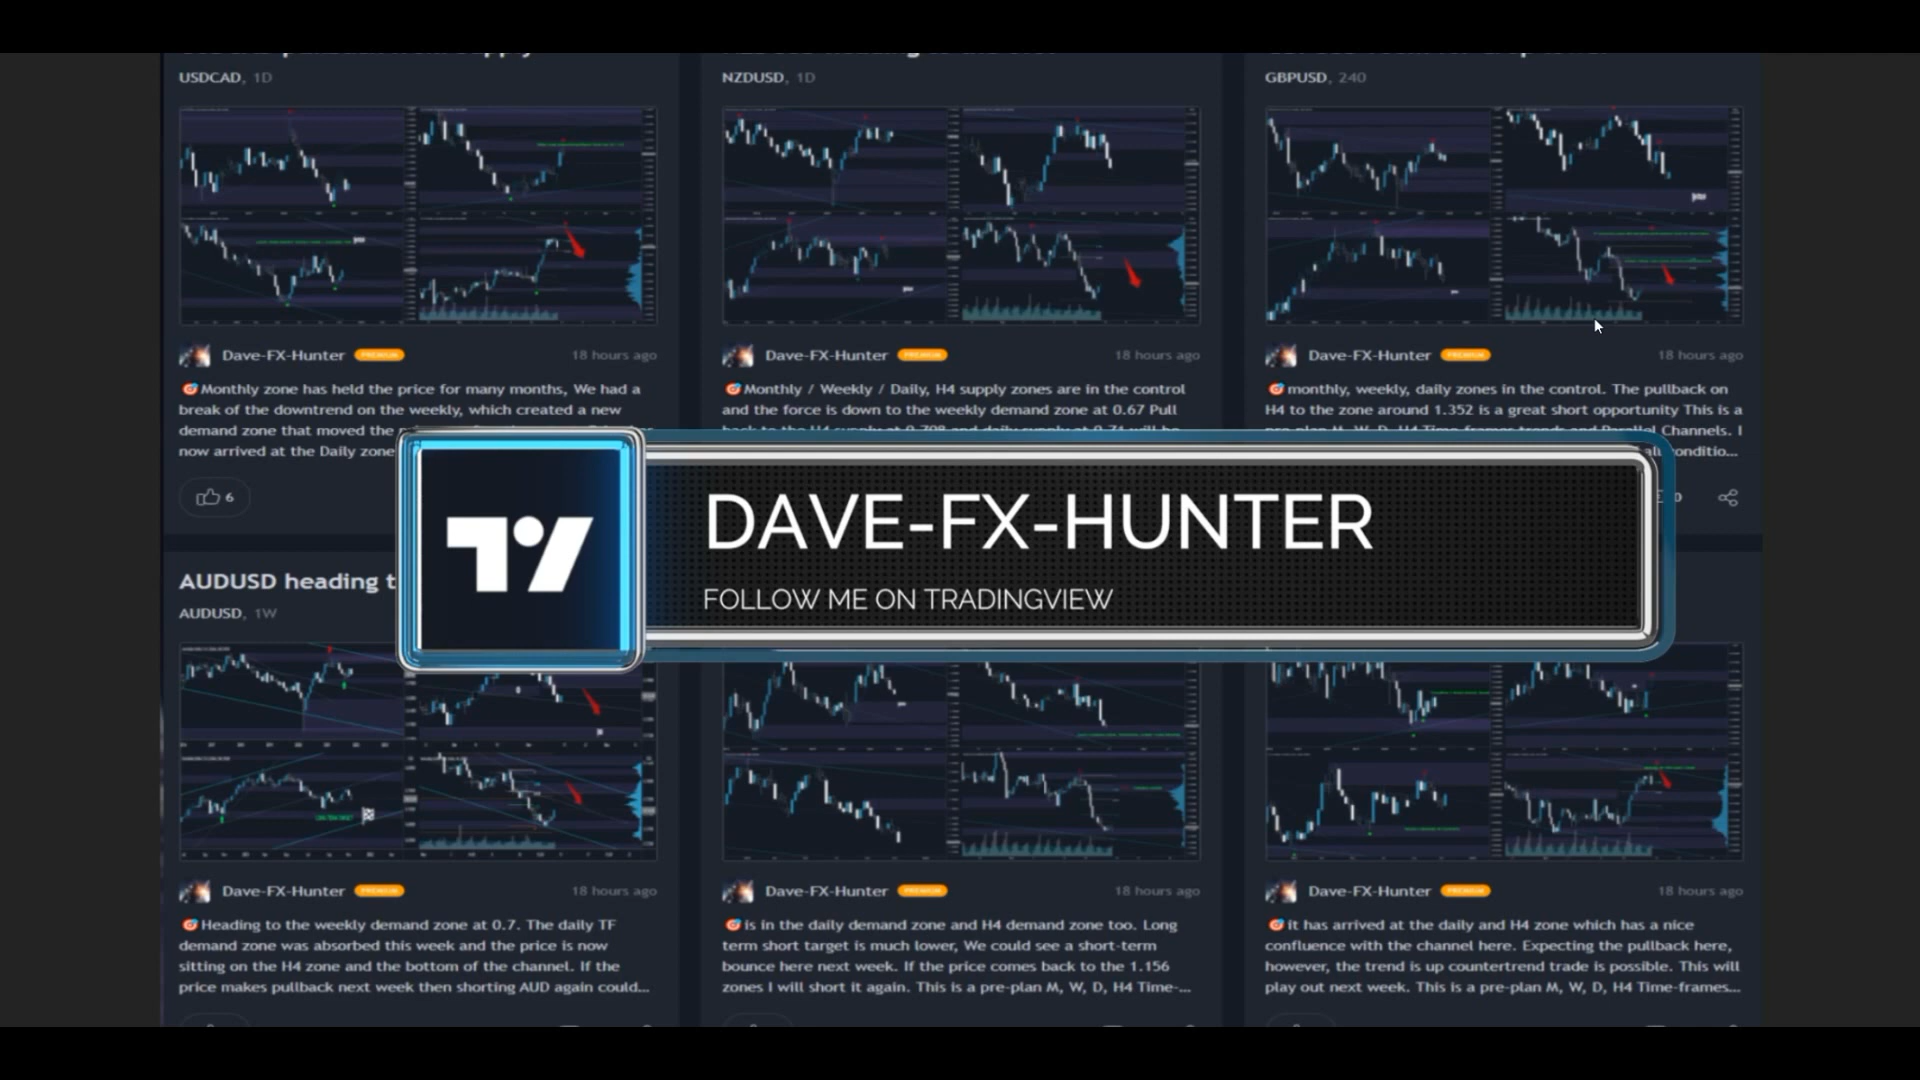 USDCAD, 1D
NZDUSD, 1D
GBPUSD, 240
Dave-FX-Hunter PREMIUM 18 hours ago
Dave-FX-Hunter PREMIUM 18 hours ago
Dave-FX-Hunter PREMIUM 18 hours ago
Monthly zone has held the price for many months, We had a
break of the downtrend on the weekly, which created a new
demand zone that moved the
now arrived at the Daily zone
Monthly / Weekly / Daily, H4 supply zones are in the control
and the force is down to the weekly demand zone at 0.67 Pull
monthly, weekly, daily zones in the control. The pullback on
H4 to the zone around 1.352 is a great short opportunity This is a
Channels. I
6
DAVE-FX-HUNTER
FOLLOW ME ON TRADINGVIEW
AUDUSD heading t
AUDUSD, 1W
Dave-FX-Hunter PREMIUM 18 hours ago
Dave-FX-Hunter PREMIUM 18 hours ago
Dave-FX-Hunter PREMIUM 18 hours ago
Heading to the weekly demand zone at 0.7. The daily TF
demand zone was absorbed this week and the price is now
sitting on the H4 zone and the bottom of the channel. If the
price makes pullback next week then shorting AUD again could...
is in the daily demand zone and H4 demand zone too. Long
term short target is much lower, We could see a short-term
bounce here next week. If the price comes back to the 1.156
zones I will short it again. This is a pre-plan M, W, D, H4 Time-...
it has arrived at the daily and H4 zone which has a nice
confluence with the channel here. Expecting the pullback here,
however, the trend is up countertrend trade is possible. This will
play out next week. This is a pre-plan M, W, D, H4 Time-frames...